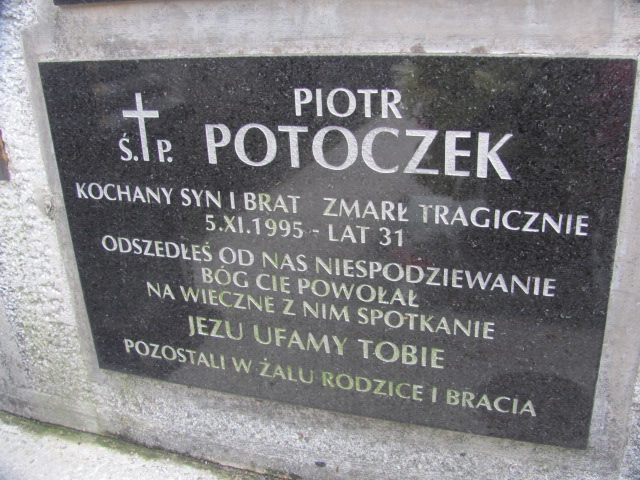 PIOTR
Ś. P. POTOCZEK
KOCHANY SYN I BRAT ZMARŁ TRAGICZNIE
5.XI.1995 - LAT 31
ODSZEDŁEŚ OD NAS NIESPODZIEWANIE
BÓG CIE POWOŁAŁ
NA WIECZNE Z NIM SPOTKANIE
JEZU UFAMY TOBIE
POZOSTALI W ŻALU RODZICE I BRACIA